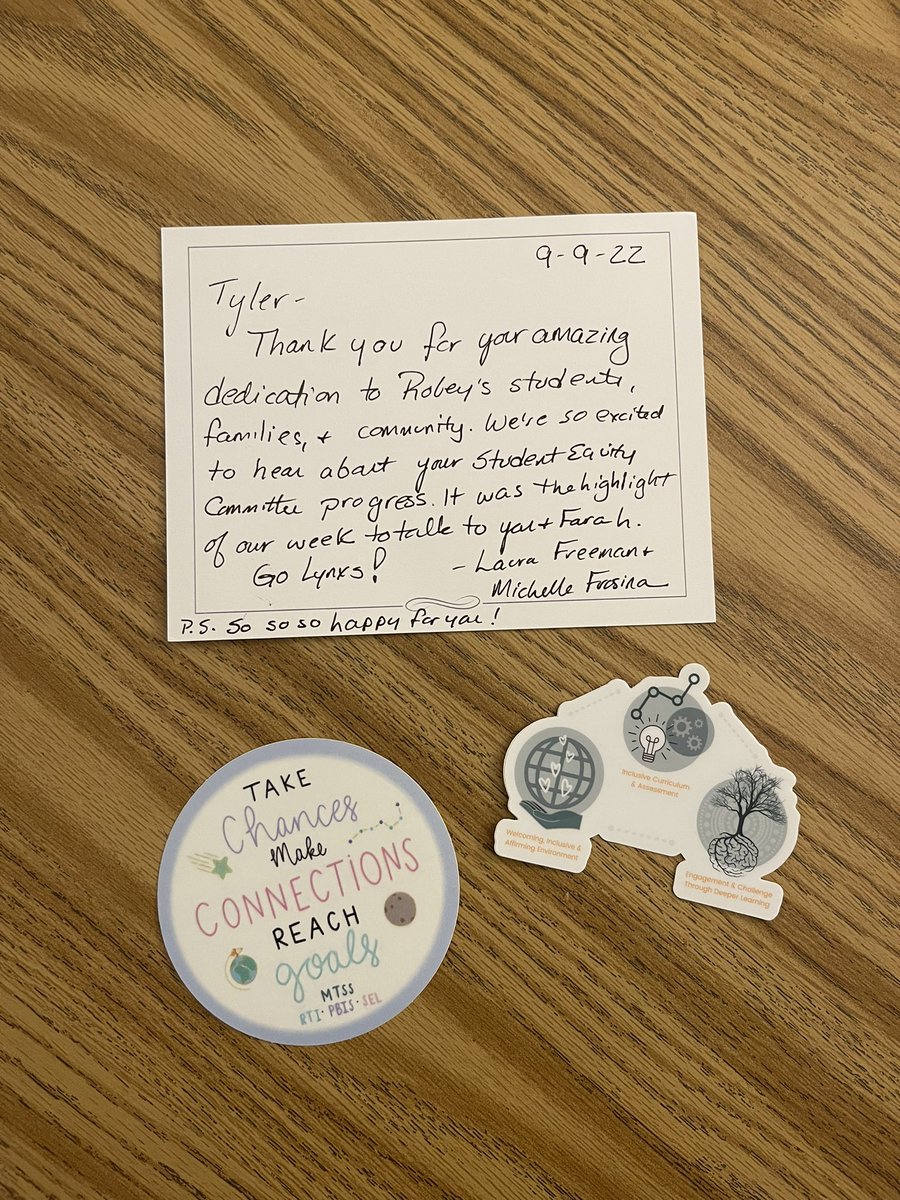 9-9-22
Tyler-
Thank you for your amazing
dedication to Robey's students,
families, + community. We're so excited
to hear about your Student Equity
Committee progress. It was the highlight
of our week to talk to you + Farah.
Go Lynxs! - Laura Freeman +
Michelle Frosina
P.S. So so so happy for you!
TAKE
Chances
Make
CONNECTIONS
REACH
goals
MTSS
RTI · PBIS · SEL
Inclusive Curriculum
& Assessment
Welcoming, Inclusive &
Affirming Environment
Engagement & Challenge
Through Deeper Learning